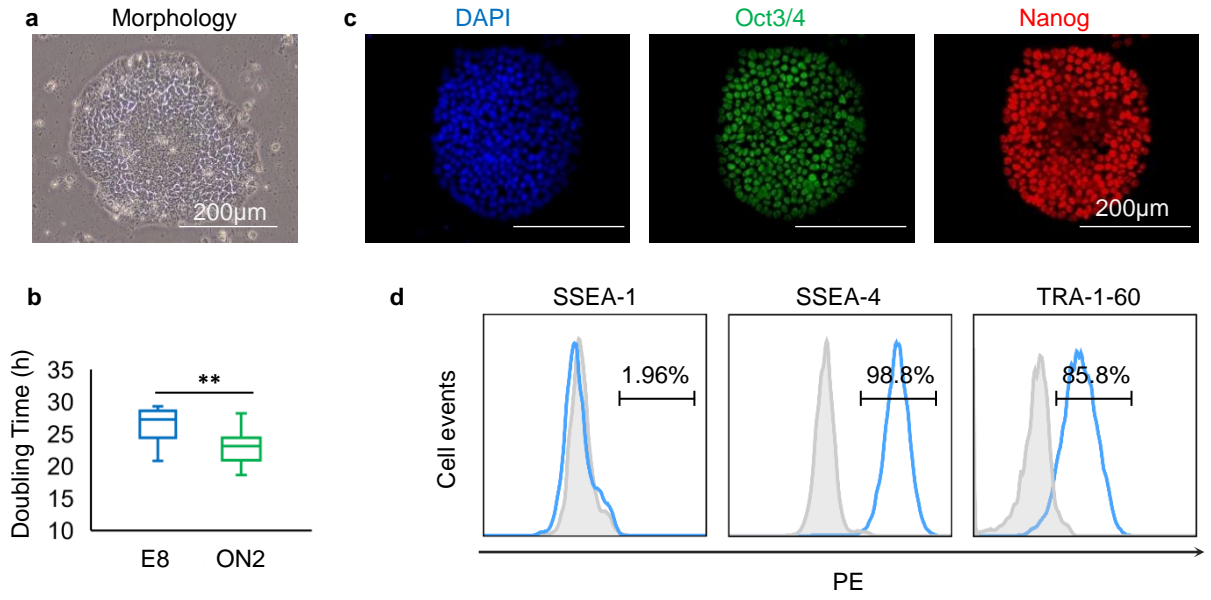 a
Morphology
200µm
c
DAPI
Oct3/4
Nanog
200µm
b
Doubling Time (h)
35
30
25
20
15
10
**
E8
ON2
d
SSEA-1
SSEA-4
TRA-1-60
Cell events
1.96%
98.8%
85.8%
PE